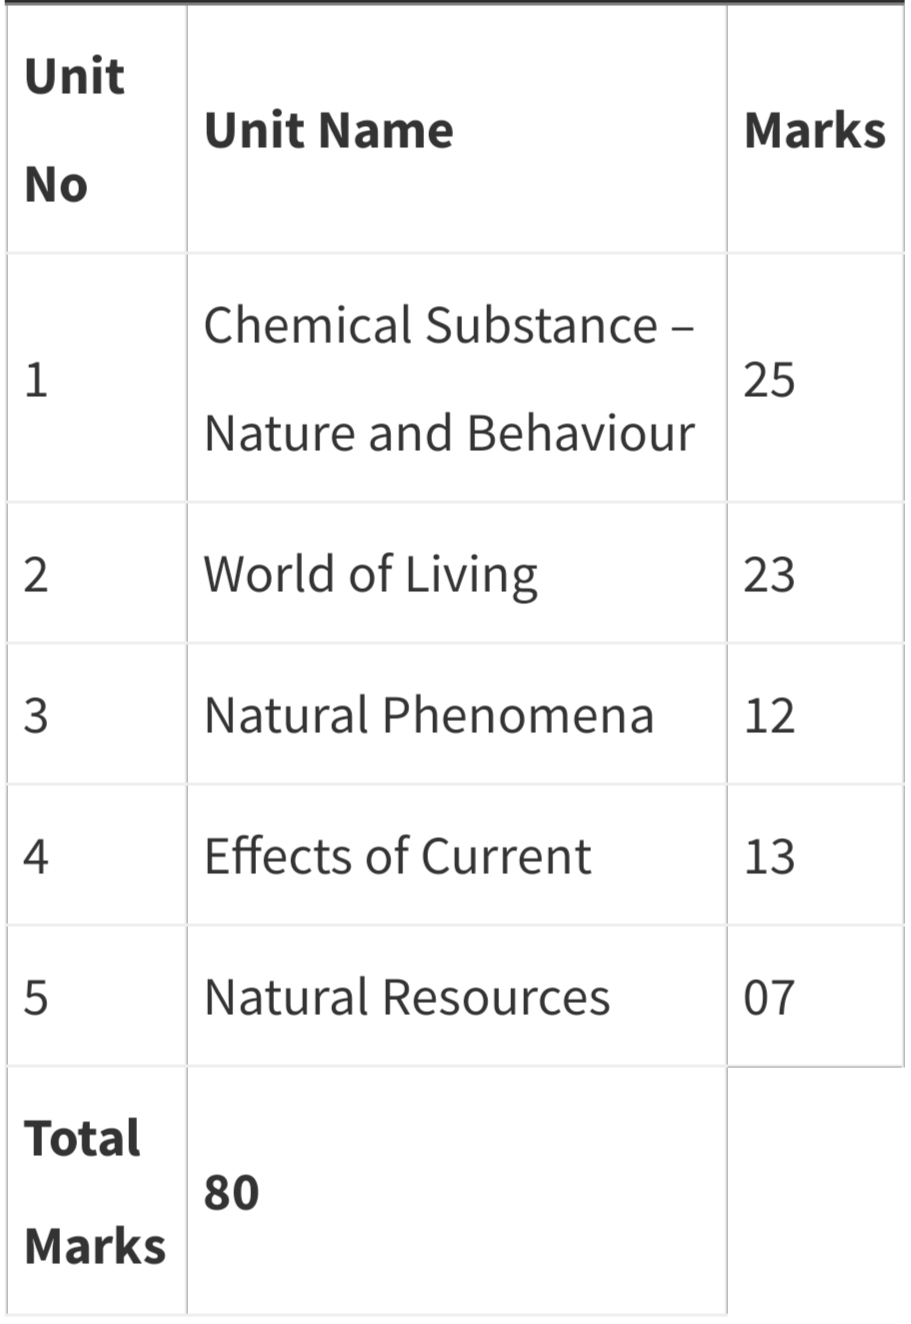 Unit
No
Unit Name
Marks
1
Chemical Substance –
Nature and Behaviour
25
2
World of Living
23
3
Natural Phenomena
12
4
Effects of Current
13
5
Natural Resources
07
Total
Marks
80